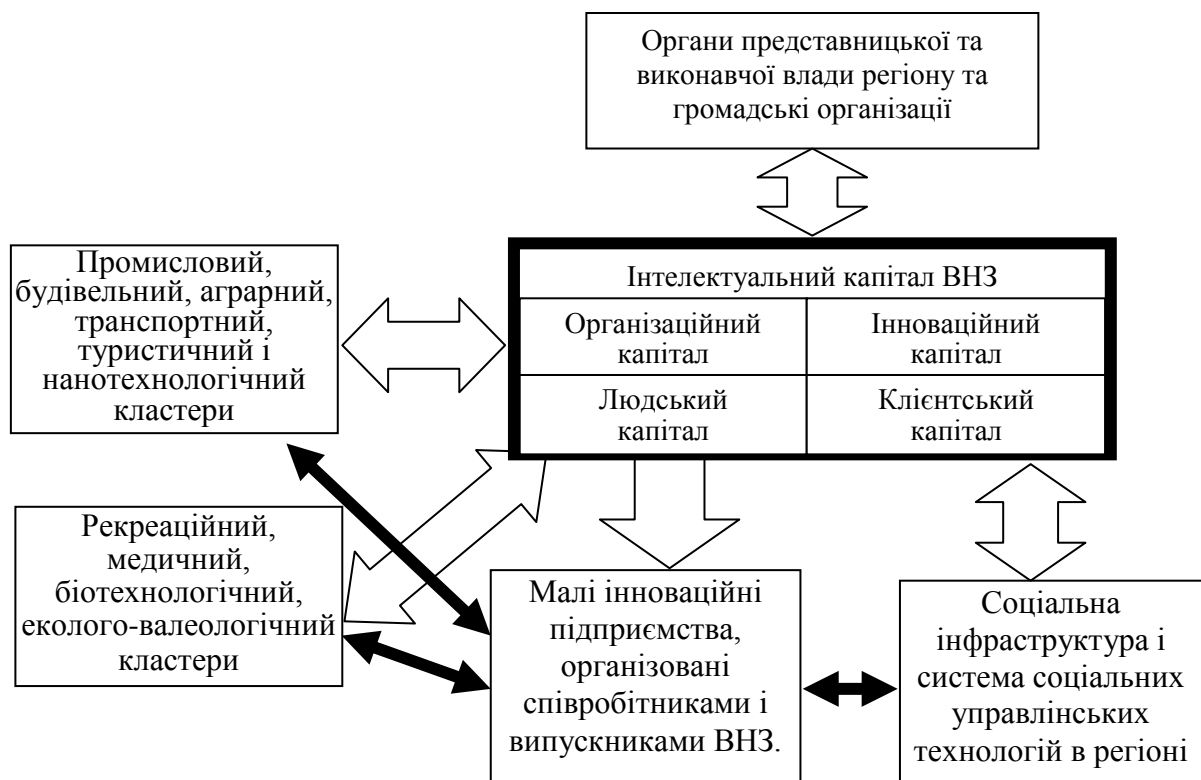 Органи представницької та
виконавчої влади регіону та
громадські організації
Промисловий,
будівельний, аграрний,
транспортний,
туристичний і
нанотехнологічний
кластери
Інтелектуальний капітал ВНЗ
Організаційний
капітал
Інноваційний
капітал
Людський
капітал
Клієнтський
капітал
Рекреаційний,
медичний,
біотехнологічний,
еколого-валеологічний
кластери
Малі інноваційні
підприємства,
організовані
співробітниками і
випускниками ВНЗ.
Соціальна
інфраструктура і
система соціальних
управлінських
технологій в регіоні